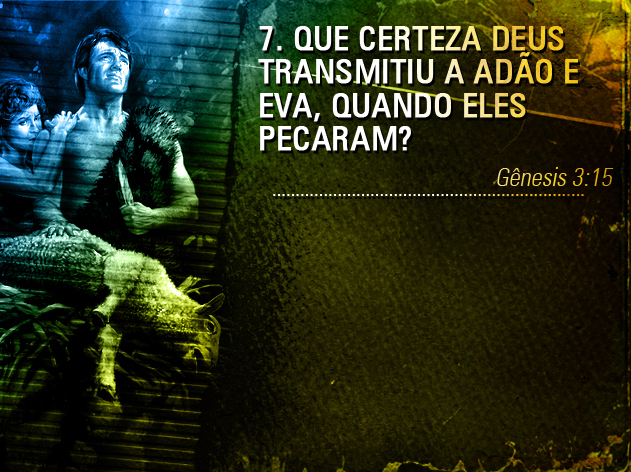 7. QUE CERTEZA DEUS
TRANSMITIU A ADÃO E
EVA, QUANDO ELES
PECARAM?
Gênesis 3:15